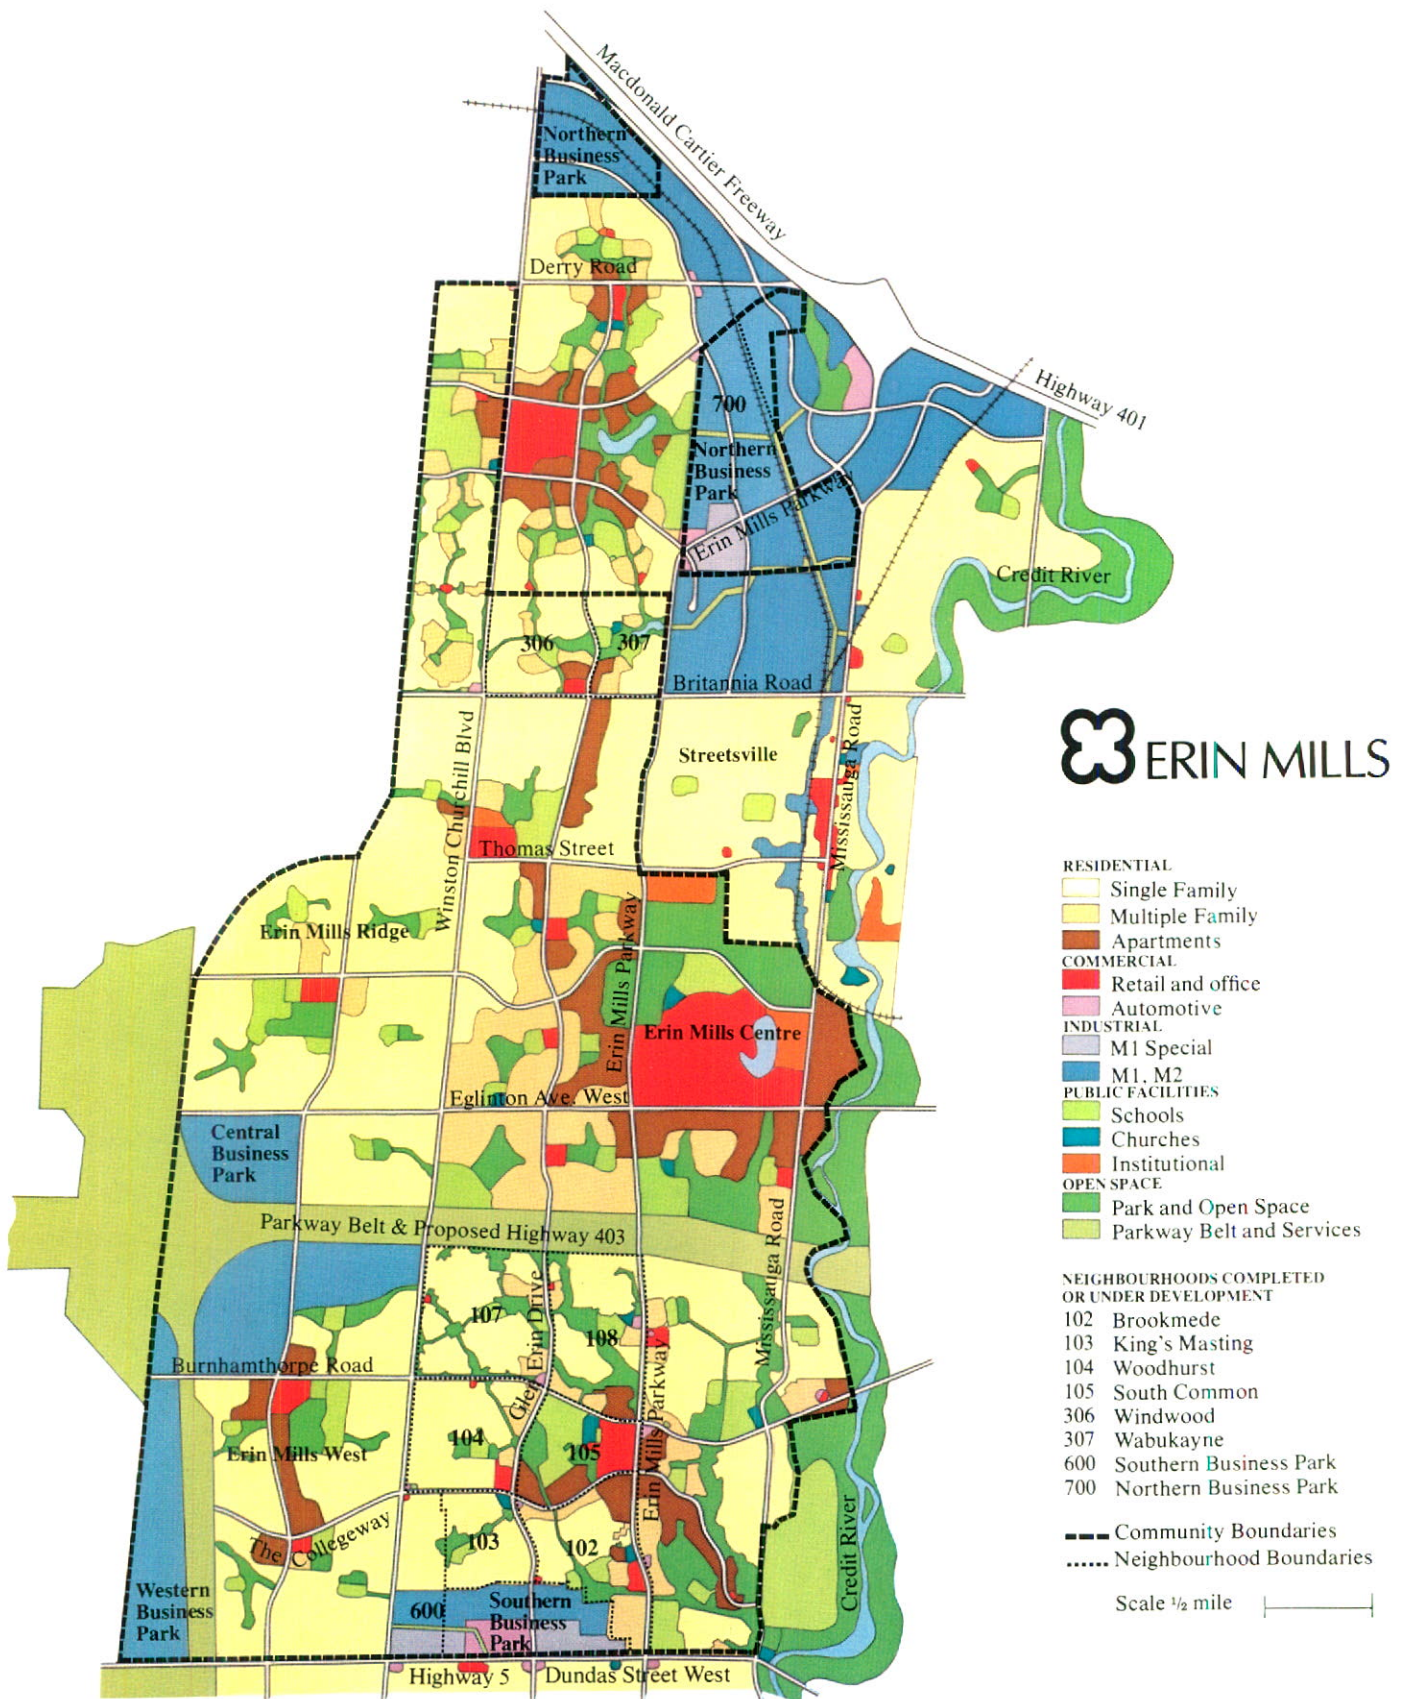 Macdonald Cartier Freeway
Northern
Business
Park
Derry Road
Highway 401
700
Northern
Business
Park
Erin Mills Parkway
Credit River
306
307
Britannia Road
Winston Churchill Blvd
Streetsville
Mississauga Road
Thomas Street
Erin Mills Ridge
Erin Mills Parkway
Erin Mills Centre
Eglinton Ave. West
Central
Business
Park
Parkway Belt & Proposed Highway 403
Mississauga Road
107
Glen Erin Drive
108
Burnhamthorpe Road
Erin Mills Parkway
104
105
Erin Mills West
The Collegeway
103
102
Credit River
Western
Business
Park
600
Southern
Business
Park
Highway 5
Dundas Street West
ERIN MILLS
RESIDENTIAL
Single Family
Multiple Family
Apartments
COMMERCIAL
Retail and office
Automotive
INDUSTRIAL
M1 Special
M1, M2
PUBLIC FACILITIES
Schools
Churches
Institutional
OPEN SPACE
Park and Open Space
Parkway Belt and Services
NEIGHBOURHOODS COMPLETED
OR UNDER DEVELOPMENT
102 Brookmede
103 King's Masting
104 Woodhurst
105 South Common
306 Windwood
307 Wabukayne
600 Southern Business Park
700 Northern Business Park
Community Boundaries
Neighbourhood Boundaries
Scale ½ mile